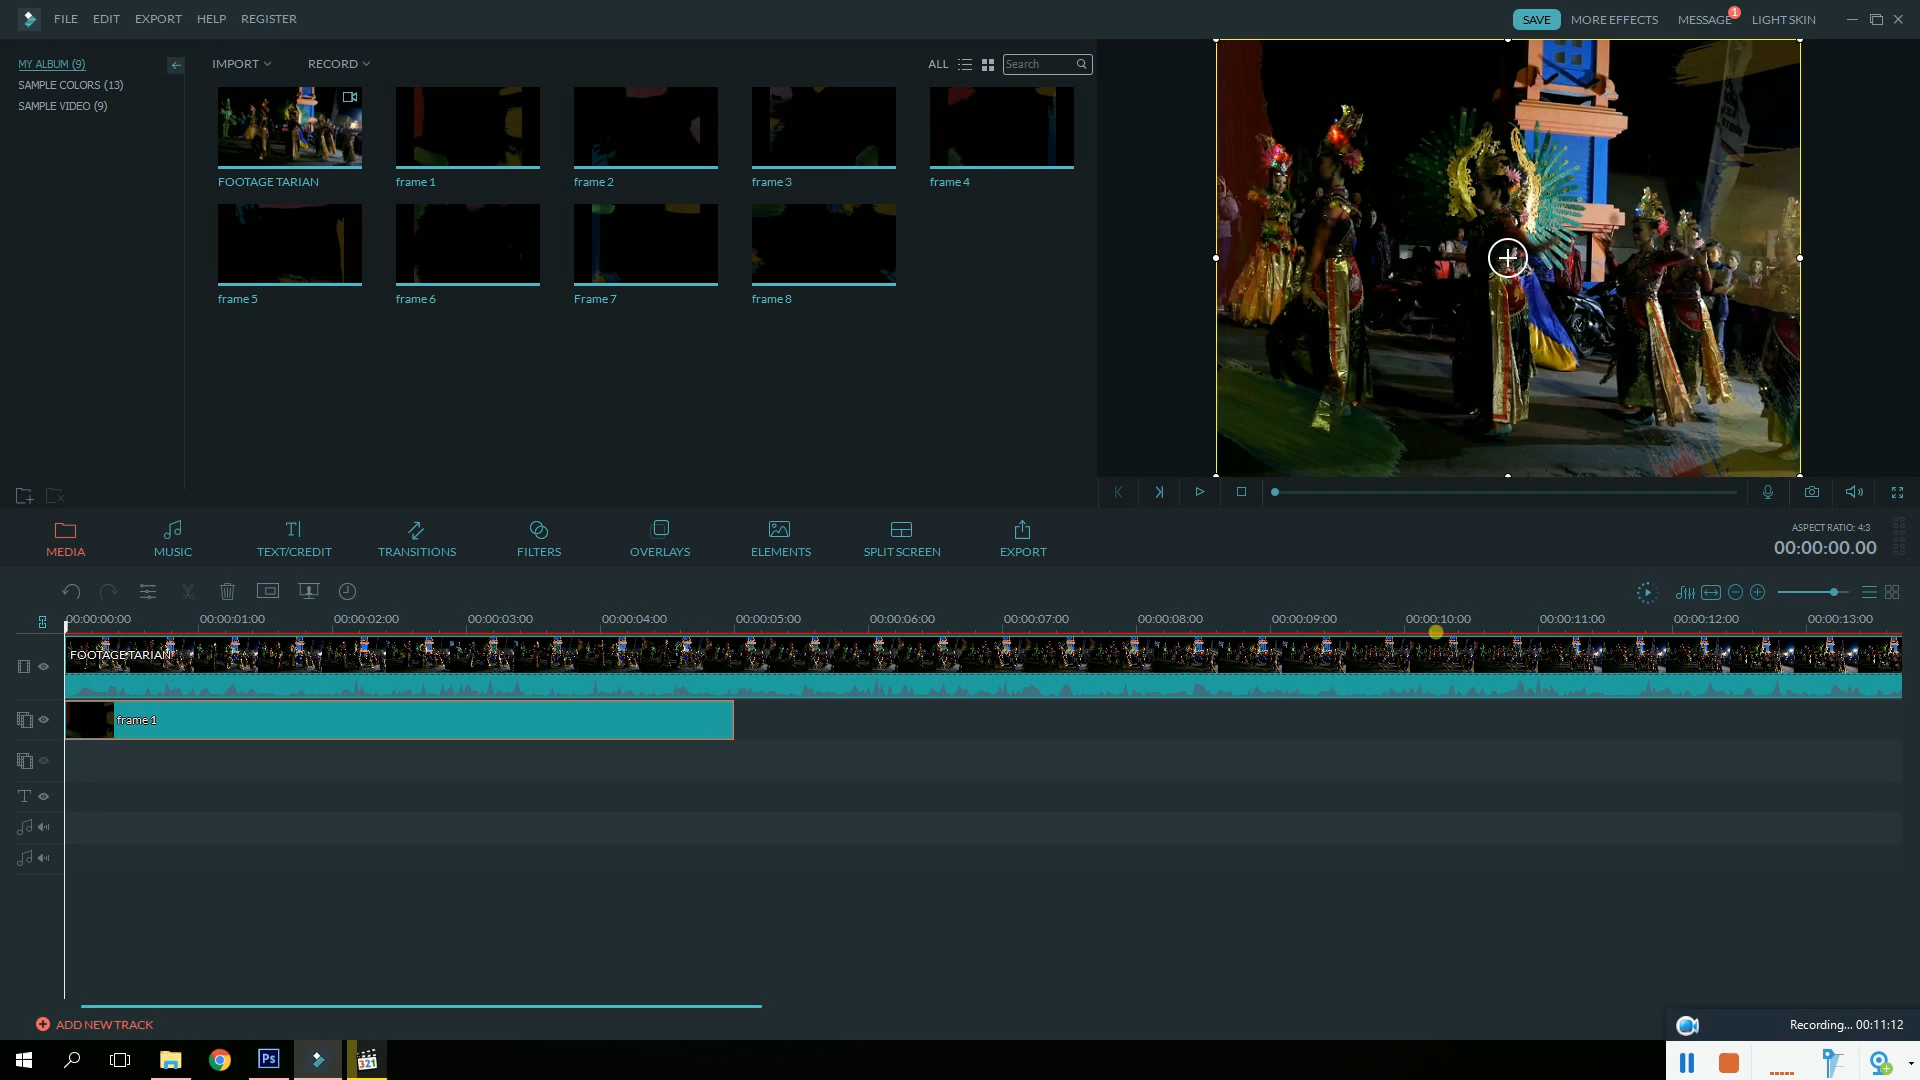 FILE EDIT EXPORT HELP REGISTER
SAVE MORE EFFECTS MESSAGE 1 LIGHT SKIN
MY ALBUM (9)
SAMPLE COLORS (13)
SAMPLE VIDEO (9)
IMPORT RECORD ALL Search
FOOTAGE TARIAN frame 1 frame 2 frame 3 frame 4
frame 5 frame 6 Frame 7 frame 8
MEDIA MUSIC TEXT/CREDIT TRANSITIONS FILTERS OVERLAYS ELEMENTS SPLIT SCREEN EXPORT
ASPECT RATIO: 4:3
00:00:00.00
00:00:00:00 00:00:01:00 00:00:02:00 00:00:03:00 00:00:04:00 00:00:05:00 00:00:06:00 00:00:07:00 00:00:08:00 00:00:09:00 00:00:10:00 00:00:11:00 00:00:12:00 00:00:13:00
FOOTAGE TARIAN
frame 1
T
ADD NEW TRACK
Recording... 00:11:12
Ps
321